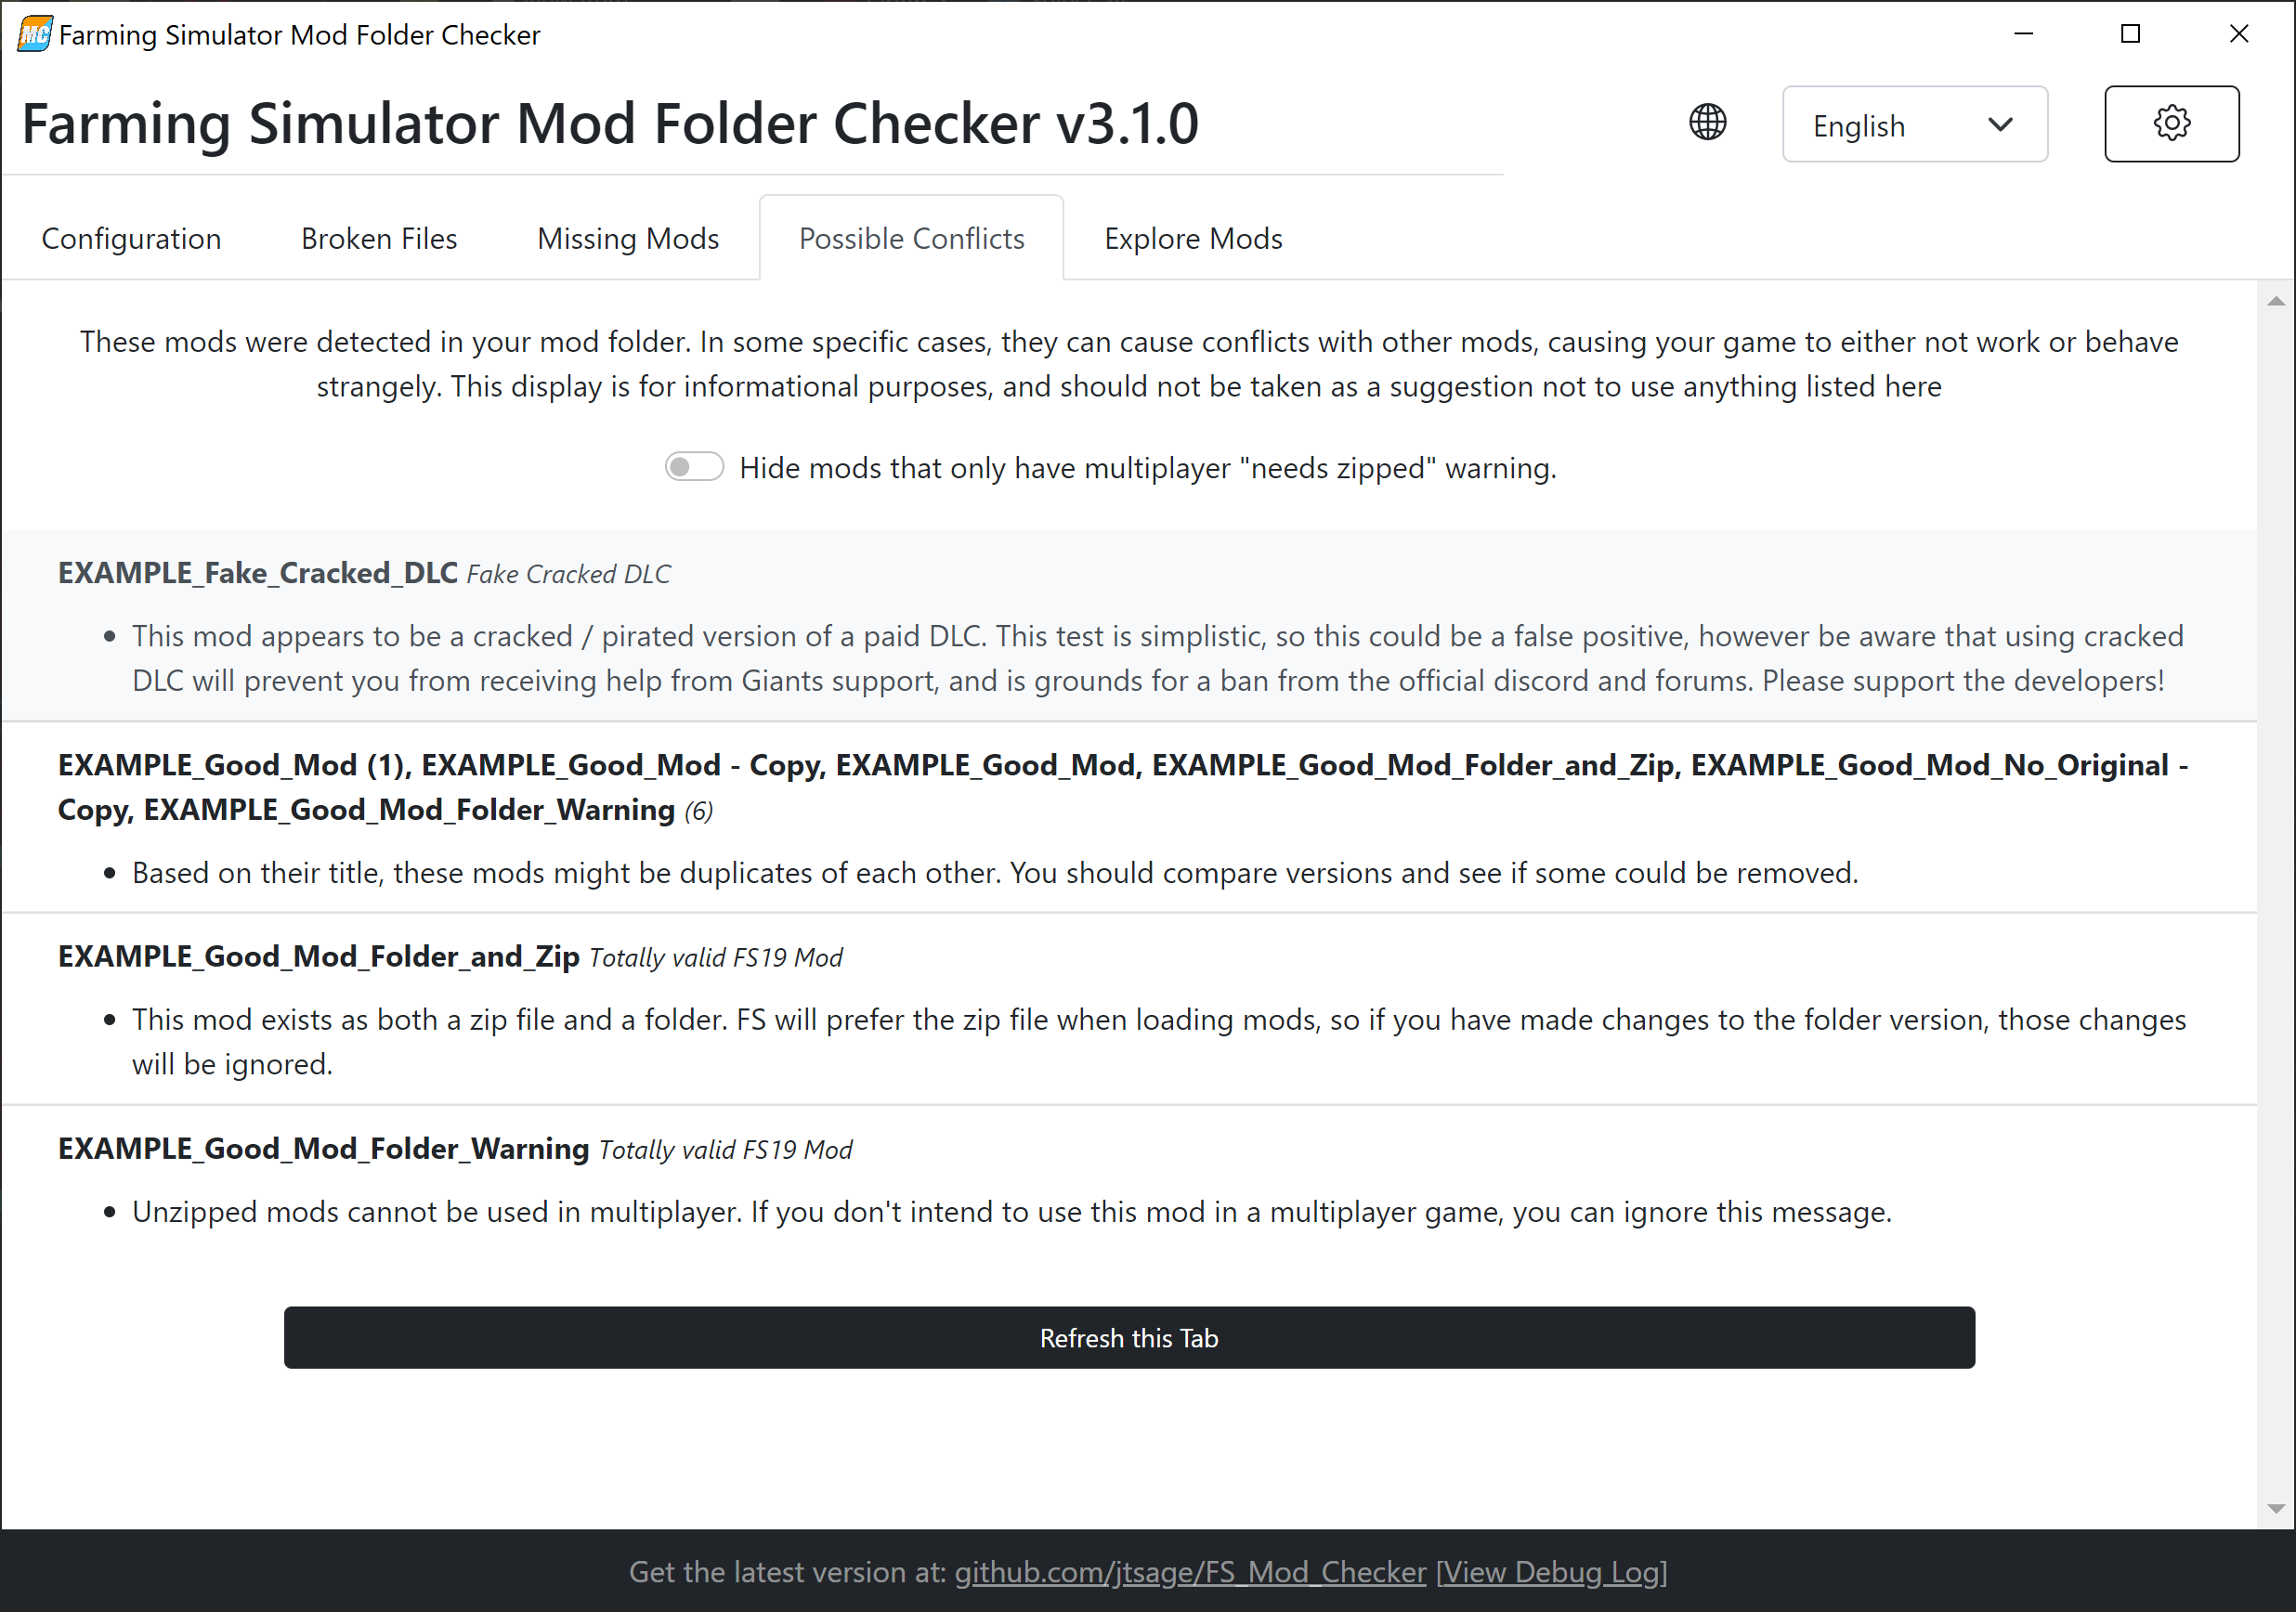 MC Farming Simulator Mod Folder Checker
Farming Simulator Mod Folder Checker v3.1.0
English
Configuration
Broken Files
Missing Mods
Possible Conflicts
Explore Mods
These mods were detected in your mod folder. In some specific cases, they can cause conflicts with other mods, causing your game to either not work or behave
strangely. This display is for informational purposes, and should not be taken as a suggestion not to use anything listed here
Hide mods that only have multiplayer "needs zipped" warning.
EXAMPLE_Fake_Cracked_DLC Fake Cracked DLC
• This mod appears to be a cracked / pirated version of a paid DLC. This test is simplistic, so this could be a false positive, however be aware that using cracked
DLC will prevent you from receiving help from Giants support, and is grounds for a ban from the official discord and forums. Please support the developers!
EXAMPLE_Good_Mod (1), EXAMPLE_Good_Mod - Copy, EXAMPLE_Good_Mod, EXAMPLE_Good_Mod_Folder_and_Zip, EXAMPLE_Good_Mod_No_Original -
Copy, EXAMPLE_Good_Mod_Folder_Warning (6)
• Based on their title, these mods might be duplicates of each other. You should compare versions and see if some could be removed.
EXAMPLE_Good_Mod_Folder_and_Zip Totally valid FS19 Mod
• This mod exists as both a zip file and a folder. FS will prefer the zip file when loading mods, so if you have made changes to the folder version, those changes
will be ignored.
EXAMPLE_Good_Mod_Folder_Warning Totally valid FS19 Mod
• Unzipped mods cannot be used in multiplayer. If you don't intend to use this mod in a multiplayer game, you can ignore this message.
Refresh this Tab
Get the latest version at: github.com/jtsage/FS_Mod_Checker [View Debug Log]